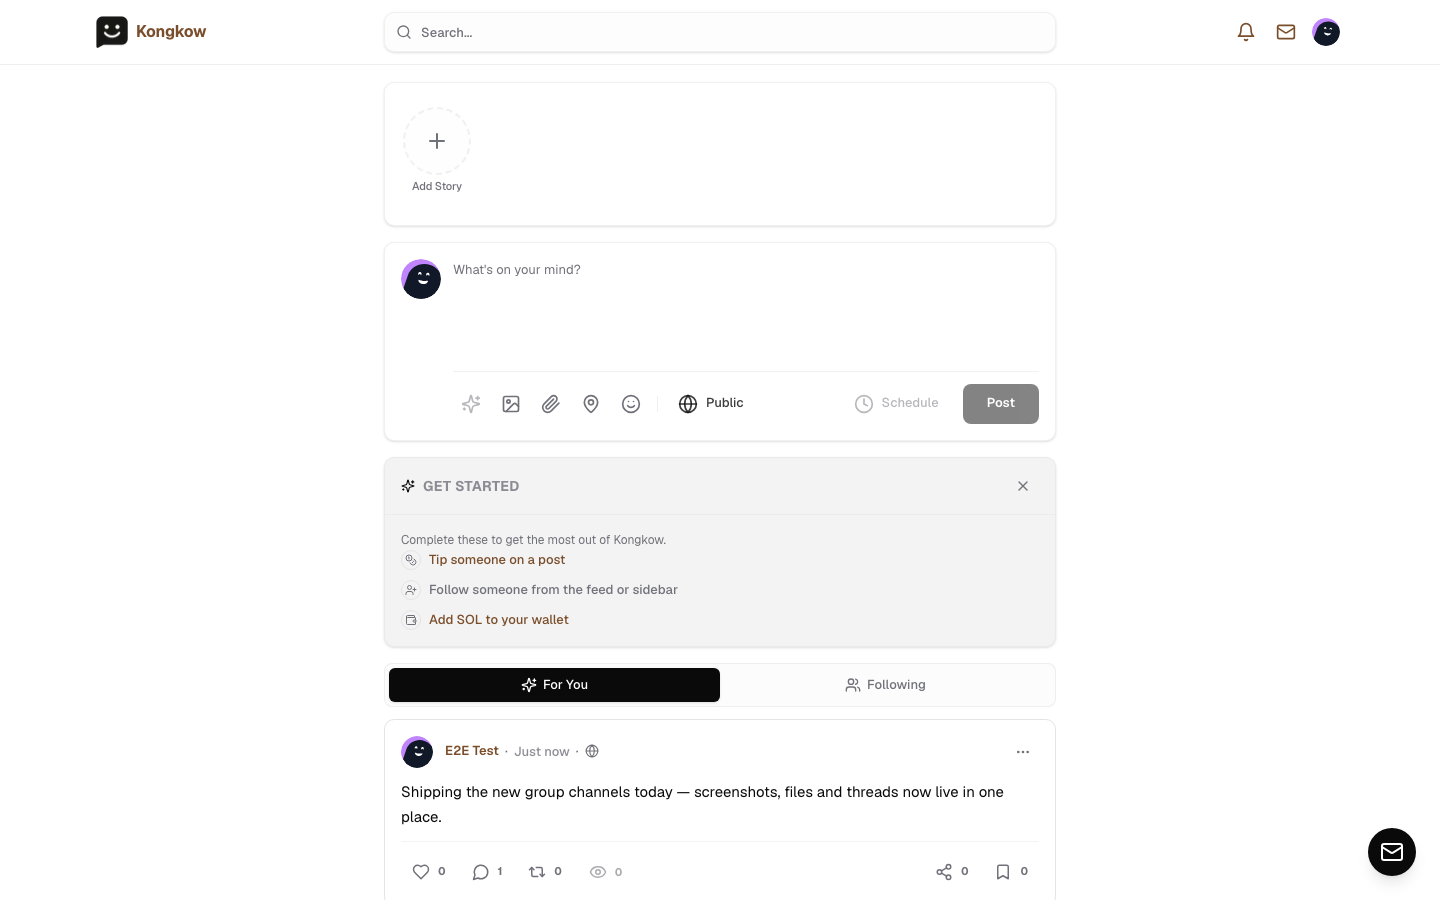 Kongkow
Search...
Add Story
What's on your mind?
Public
Schedule
Post
GET STARTED
Complete these to get the most out of Kongkow.
Tip someone on a post
Follow someone from the feed or sidebar
Add SOL to your wallet
For You
Following
E2E Test · Just now ·
Shipping the new group channels today — screenshots, files and threads now live in one
place.
0 1 0 0 0 0